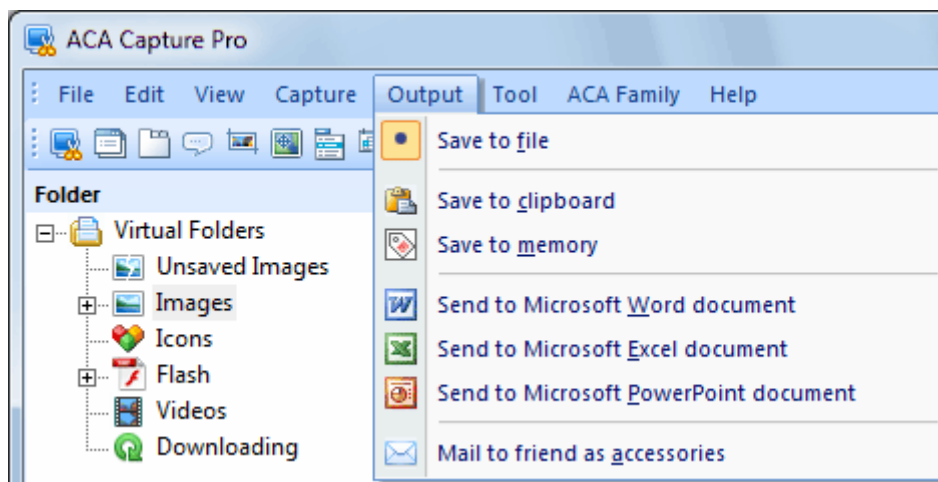 ACA Capture Pro
File Edit View Capture Output Tool ACA Family Help
Folder
Virtual Folders
Unsaved Images
Images
Icons
Flash
Videos
Downloading
Save to file
Save to clipboard
Save to memory
Send to Microsoft Word document
Send to Microsoft Excel document
Send to Microsoft PowerPoint document
Mail to friend as accessories